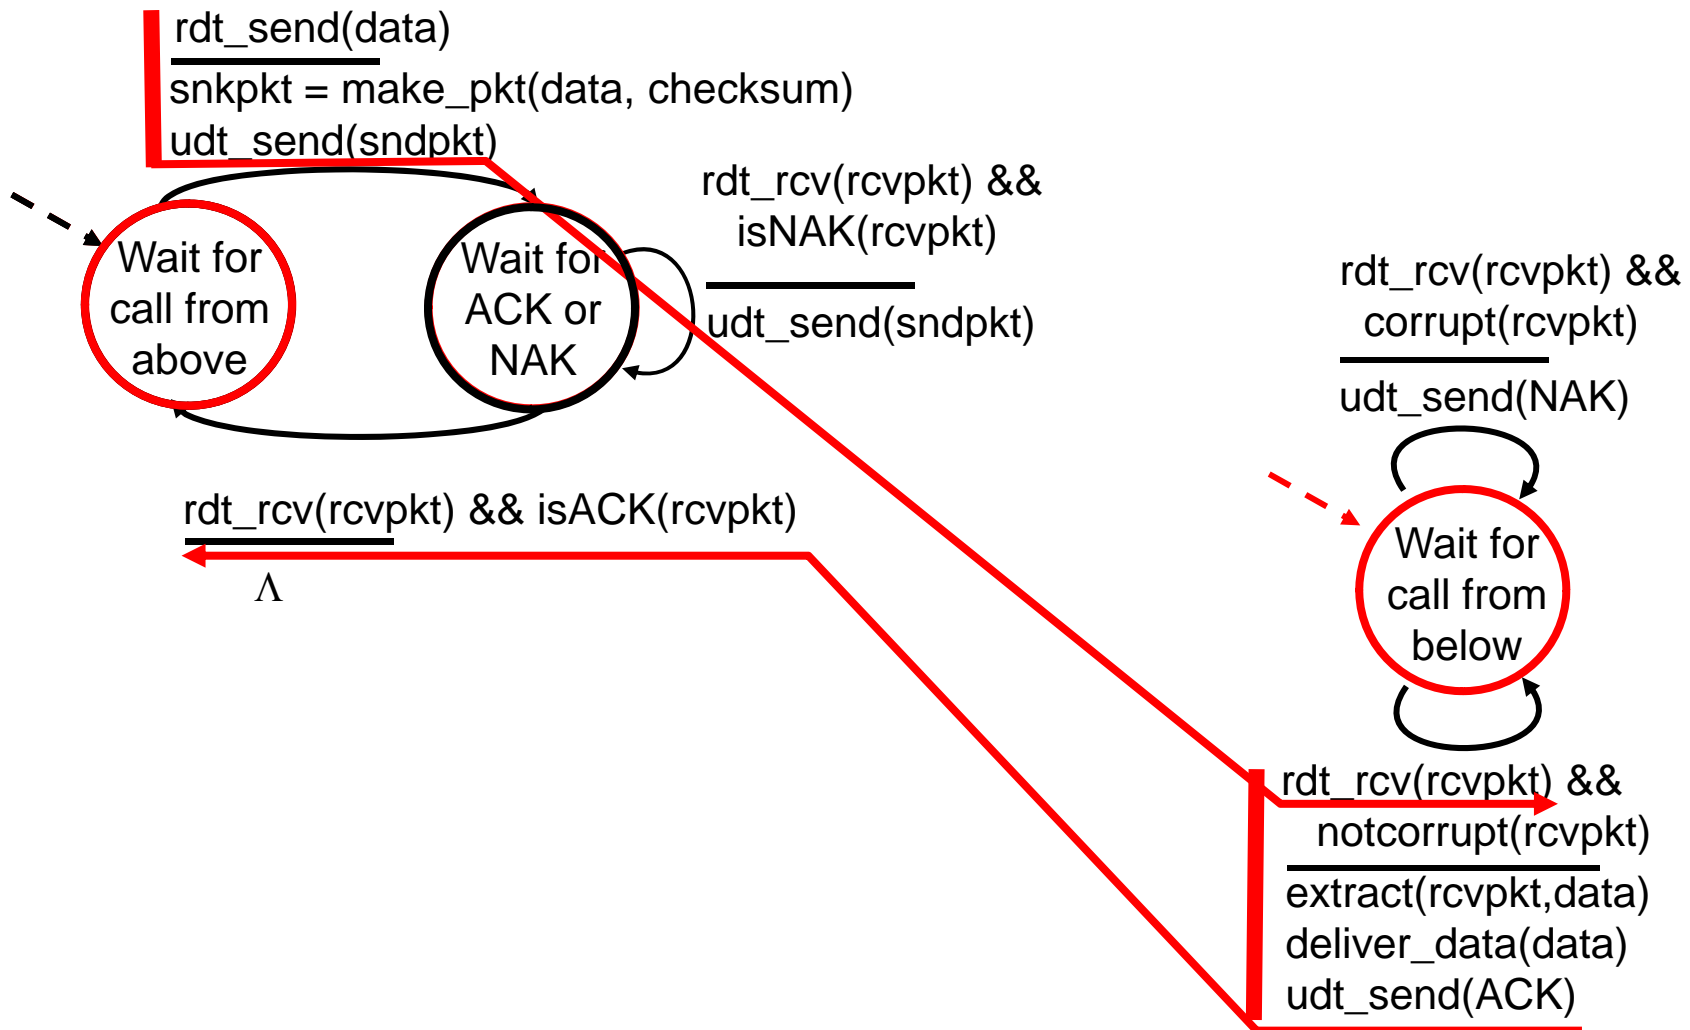 rdt_send(data)
snkpkt = make_pkt(data, checksum)
udt_send(sndpkt)
rdt_rcv(rcvpkt) &&
isNAK(rcvpkt)
udt_send(sndpkt)
Wait for
call from
above
Wait for
ACK or
NAK
rdt_rcv(rcvpkt) && isACK(rcvpkt)
Λ
rdt_rcv(rcvpkt) &&
corrupt(rcvpkt)
udt_send(NAK)
Wait for
call from
below
rdt_rcv(rcvpkt) &&
notcorrupt(rcvpkt)
extract(rcvpkt,data)
deliver_data(data)
udt_send(ACK)